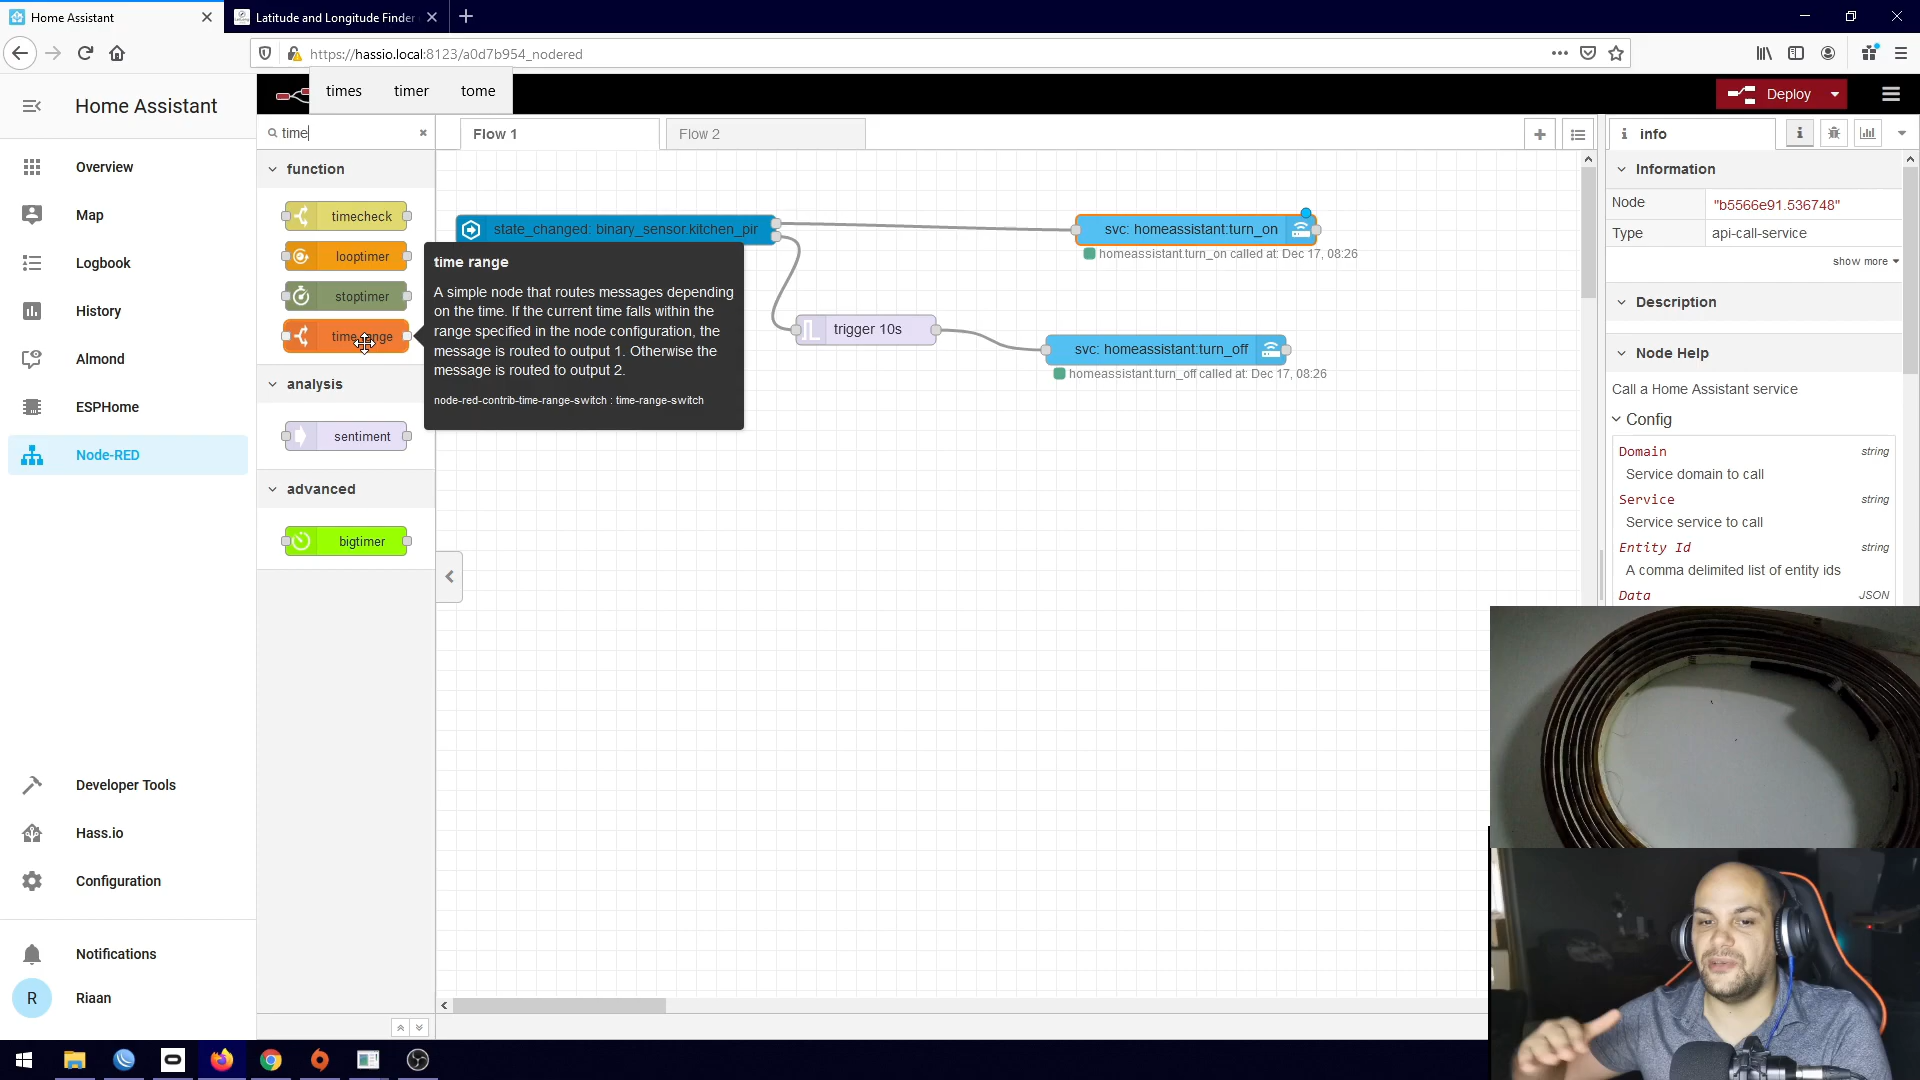 Home Assistant
Latitude and Longitude Finder
https://hassio.local:8123/a0d7b954_nodered
Home Assistant
times timer tome
Deploy
time
Flow 1
Flow 2
info
Overview
Map
Logbook
History
Almond
ESPHome
Node-RED
Developer Tools
Hass.io
Configuration
Notifications
R
Riaan
function
timecheck
looptimer
stoptimer
time range
analysis
sentiment
advanced
bigtimer
state_changed: binary_sensor.kitchen_pir
time range
A simple node that routes messages depending
on the time. If the current time falls within the
range specified in the node configuration, the
message is routed to output 1. Otherwise the
message is routed to output 2.
node-red-contrib-time-range-switch : time-range-switch
svc: homeassistant:turn_on
homeassistant.turn_on called at: Dec 17, 08:26
trigger 10s
svc: homeassistant:turn_off
homeassistant.turn_off called at: Dec 17, 08:26
Information
Node "b5566e91.536748"
Type api-call-service
show more
Description
Node Help
Call a Home Assistant service
Config
Domain string
Service domain to call
Service string
Service service to call
Entity Id string
A comma delimited list of entity ids
Data JSON